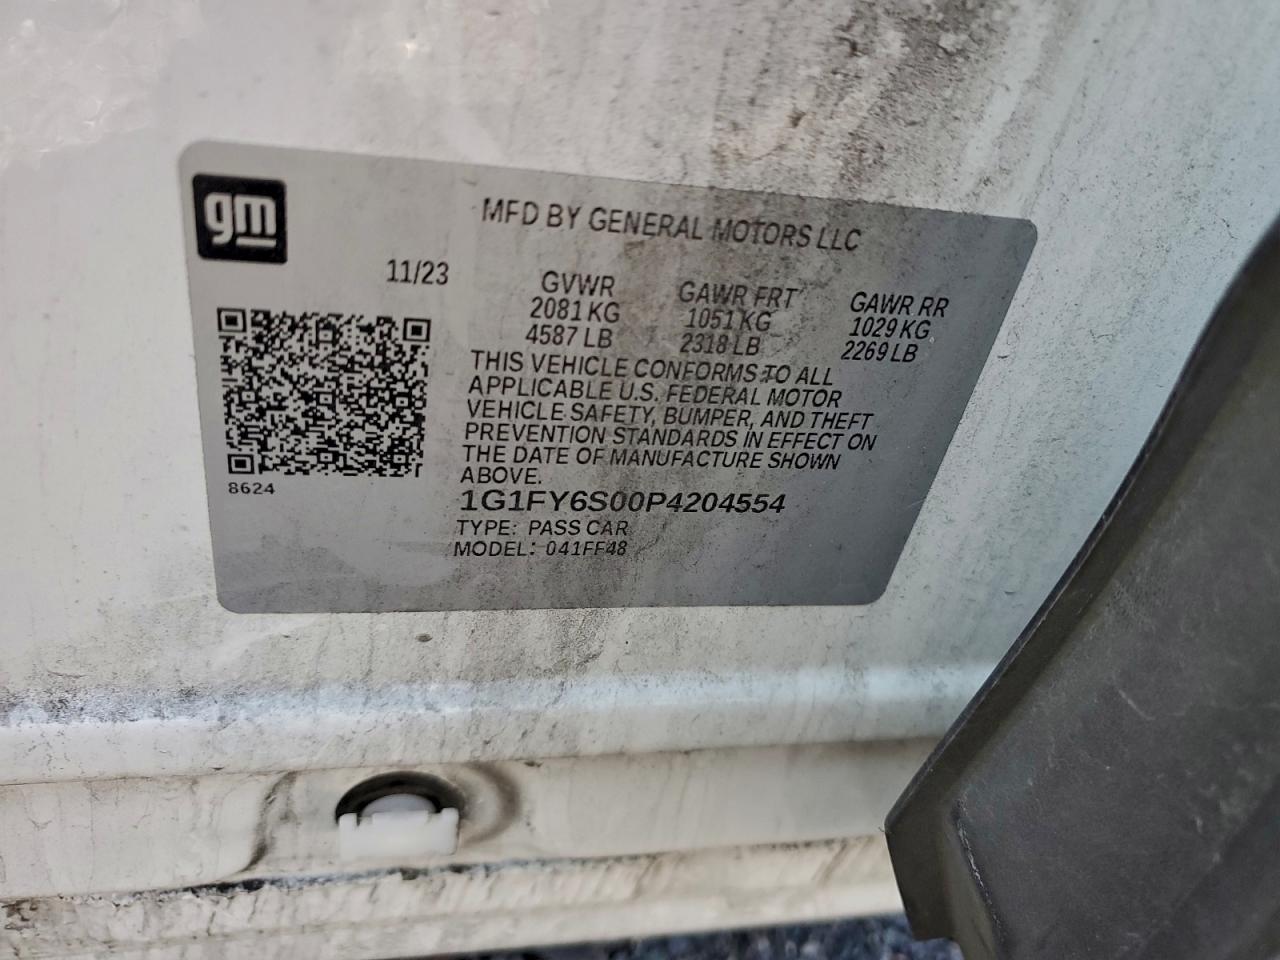 gm
MFD BY GENERAL MOTORS LLC
11/23
GVWR GAWR FRT GAWR RR
2081 KG 1051 KG 1029 KG
4587 LB 2318 LB 2269 LB
THIS VEHICLE CONFORMS TO ALL
APPLICABLE U.S. FEDERAL MOTOR
VEHICLE SAFETY, BUMPER, AND THEFT
PREVENTION STANDARDS IN EFFECT ON
THE DATE OF MANUFACTURE SHOWN
ABOVE.
8624
1G1FY6S00P4204554
TYPE: PASS CAR
MODEL: 041FF48